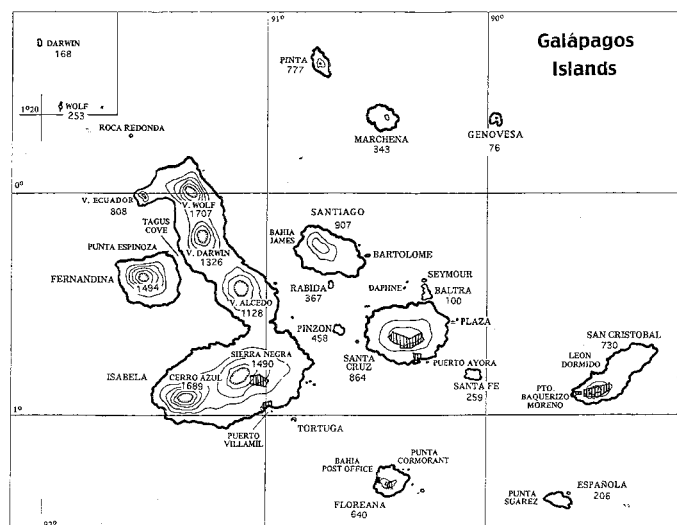 91°
90°
DARWIN
168
Galápagos
Islands
PINTA
777
1°20
WOLF
253
ROCA REDONDA
MARCHENA
343
GENOVESA
76
0°
V. ECUADOR
808
V. WOLF
1707
SANTIAGO
907
TAGUS
COVE
BAHIA
JAMES
PUNTA ESPINOZA
V. DARWIN
1326
BARTOLOME
FERNANDINA
1494
SEYMOUR
RABIDA
367
DAPHNE
BALTRA
100
V. ALCEDO
1128
PINZON
458
PLAZA
SAN CRISTOBAL
730
SIERRA NEGRA
1490
SANTA
CRUZ
864
PUERTO AYORA
LEON
DORMIDO
ISABELA
CERRO AZUL
1689
SANTA FE
259
PTO.
BAQUERIZO
MORENO
1°
PUERTO
VILLAMIL
TORTUGA
BAHIA
POST OFFICE
PUNTA
CORMORANT
FLOREANA
640
PUNTA
SUAREZ
ESPAÑOLA
206